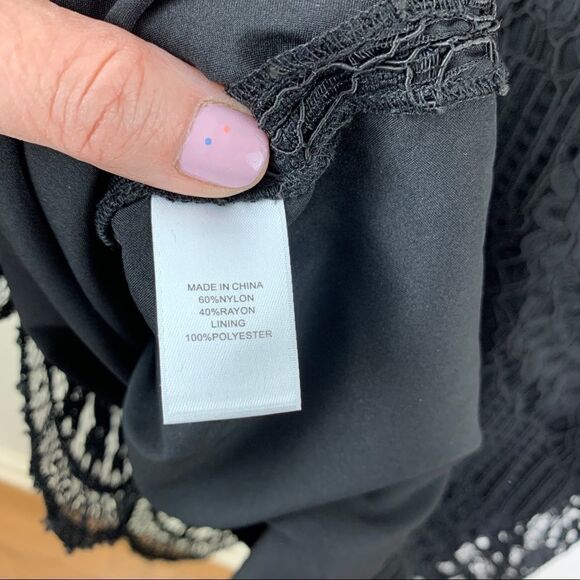 MADE IN CHINA
60%NYLON
40%RAYON
LINING
100%POLYESTER